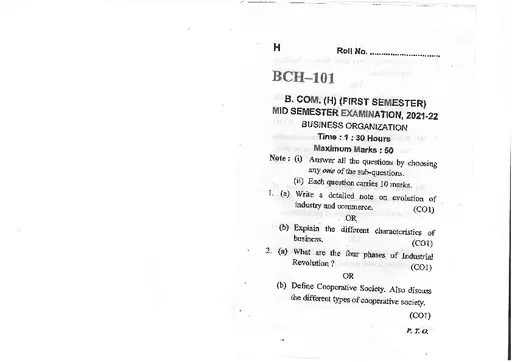 H Roll No. ..............................
BCH–101
B. COM. (H) (FIRST SEMESTER)
MID SEMESTER EXAMINATION, 2021-22
BUSINESS ORGANIZATION
Time : 1 : 30 Hours
Maximum Marks : 50
Note : (i) Answer all the questions by choosing
any one of the sub-questions.
(ii) Each question carries 10 marks.
1. (a) Write a detailed note on evolution of
industry and commerce. (CO1)
OR
(b) Explain the different characteristics of
business. (CO1)
2. (a) What are the four phases of Industrial
Revolution ? (CO1)
OR
(b) Define Cooperative Society. Also discuss
the different types of cooperative society.
(CO1)
P. T. O.